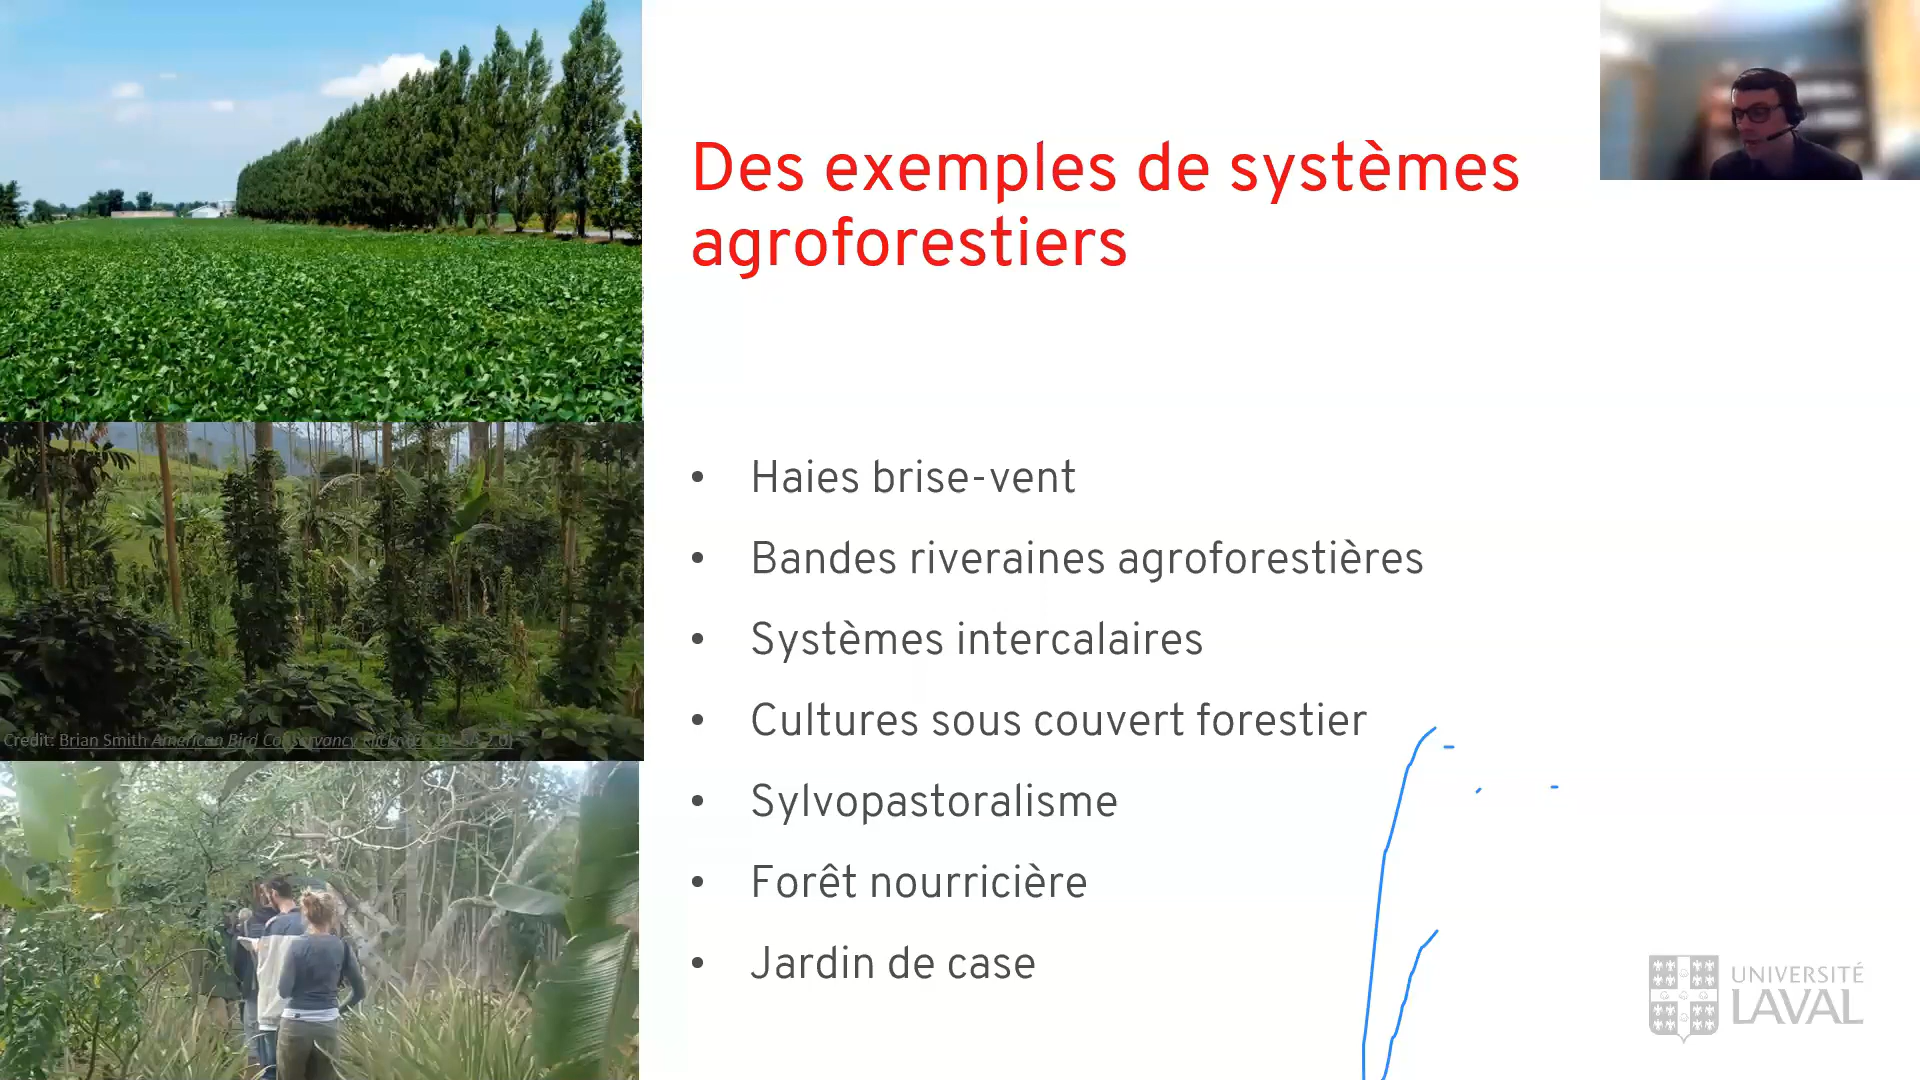 Des exemples de systèmes
agroforestiers
• Haies brise-vent
• Bandes riveraines agroforestières
• Systèmes intercalaires
• Cultures sous couvert forestier
• Sylvopastoralisme
• Forêt nourricière
• Jardin de case
Credit: Brian Smith American Bird Conservancy Flickr (CC BY-SA 2.0)
UNIVERSITÉ
LAVAL